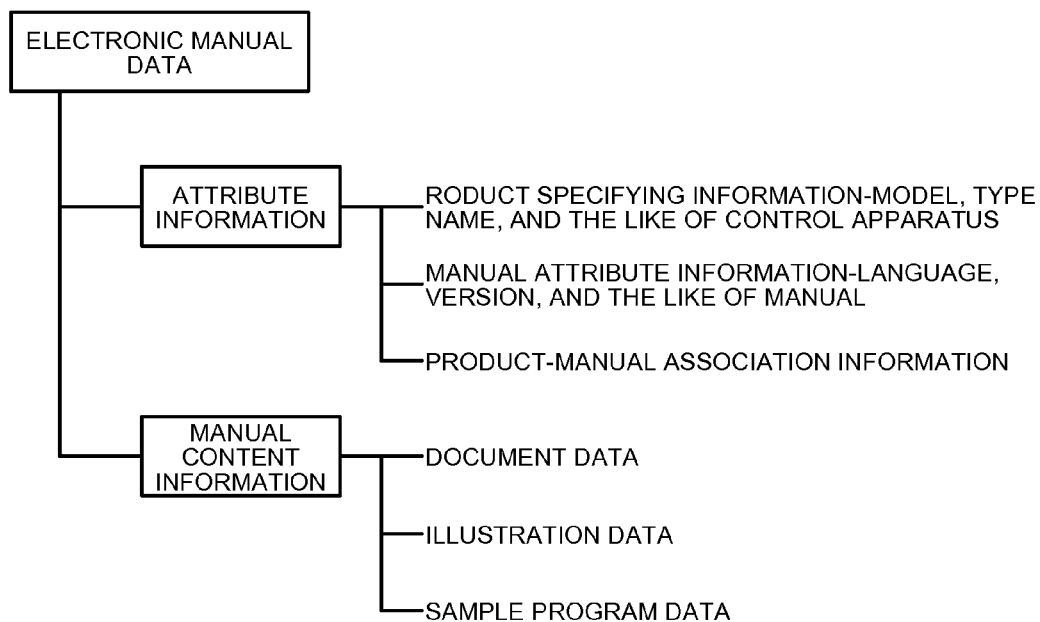 ELECTRONIC MANUAL
DATA
ATTRIBUTE
INFORMATION
RODUCT SPECIFYING INFORMATION-MODEL, TYPE
NAME, AND THE LIKE OF CONTROL APPARATUS
MANUAL ATTRIBUTE INFORMATION-LANGUAGE,
VERSION, AND THE LIKE OF MANUAL
PRODUCT-MANUAL ASSOCIATION INFORMATION
MANUAL
CONTENT
INFORMATION
DOCUMENT DATA
ILLUSTRATION DATA
SAMPLE PROGRAM DATA